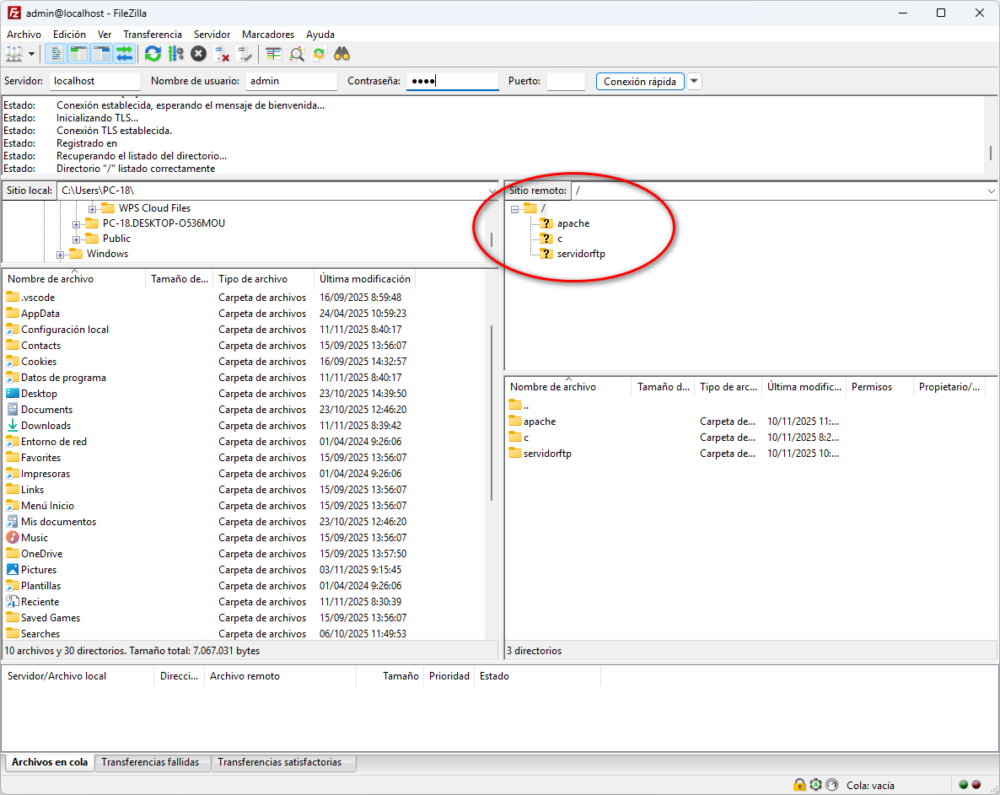 admin@localhost - FileZilla
Archivo Edición Ver Transferencia Servidor Marcadores Ayuda
Servidor: localhost Nombre de usuario: admin Contraseña: ●●●● Puerto: Conexión rápida
Estado: Conexión establecida, esperando el mensaje de bienvenida...
Estado: Inicializando TLS...
Estado: Conexión TLS establecida.
Estado: Registrado en
Estado: Recuperando el listado del directorio...
Estado: Directorio "/" listado correctamente
Sitio local: C:\Users\PC-18\
WPS Cloud Files
PC-18.DESKTOP-O536MOU
Public
Windows
Sitio remoto: /
/
apache
c
servidorftp
Nombre de archivo Tamaño de... Tipo de archivo Última modificación
.vscode Carpeta de archivos 16/09/2025 8:59:48
AppData Carpeta de archivos 24/04/2025 10:59:23
Configuración local Carpeta de archivos 11/11/2025 8:40:17
Contacts Carpeta de archivos 15/09/2025 13:56:07
Cookies Carpeta de archivos 16/09/2025 14:32:57
Datos de programa Carpeta de archivos 11/11/2025 8:40:17
Desktop Carpeta de archivos 23/10/2025 14:39:50
Documents Carpeta de archivos 23/10/2025 12:46:20
Downloads Carpeta de archivos 11/11/2025 8:39:42
Entorno de red Carpeta de archivos 01/04/2024 9:26:06
Favorites Carpeta de archivos 15/09/2025 13:56:07
Impresoras Carpeta de archivos 01/04/2024 9:26:06
Links Carpeta de archivos 15/09/2025 13:56:07
Menú Inicio Carpeta de archivos 15/09/2025 13:56:07
Mis documentos Carpeta de archivos 23/10/2025 12:46:20
Music Carpeta de archivos 15/09/2025 13:56:07
OneDrive Carpeta de archivos 15/09/2025 13:57:50
Pictures Carpeta de archivos 03/11/2025 9:15:45
Plantillas Carpeta de archivos 01/04/2024 9:26:06
Reciente Carpeta de archivos 11/11/2025 8:30:39
Saved Games Carpeta de archivos 15/09/2025 13:56:07
Searches Carpeta de archivos 06/10/2025 11:49:53
10 archivos y 30 directorios. Tamaño total: 7.067.031 bytes
Nombre de archivo Tamaño d... Tipo de arc... Última modific... Permisos Propietario/...
..
apache Carpeta de... 10/11/2025 11:...
c Carpeta de... 10/11/2025 8:2...
servidorftp Carpeta de... 10/11/2025 10:...
3 directorios
Servidor/Archivo local Direcci... Archivo remoto Tamaño Prioridad Estado
Archivos en cola Transferencias fallidas Transferencias satisfactorias
Cola: vacía